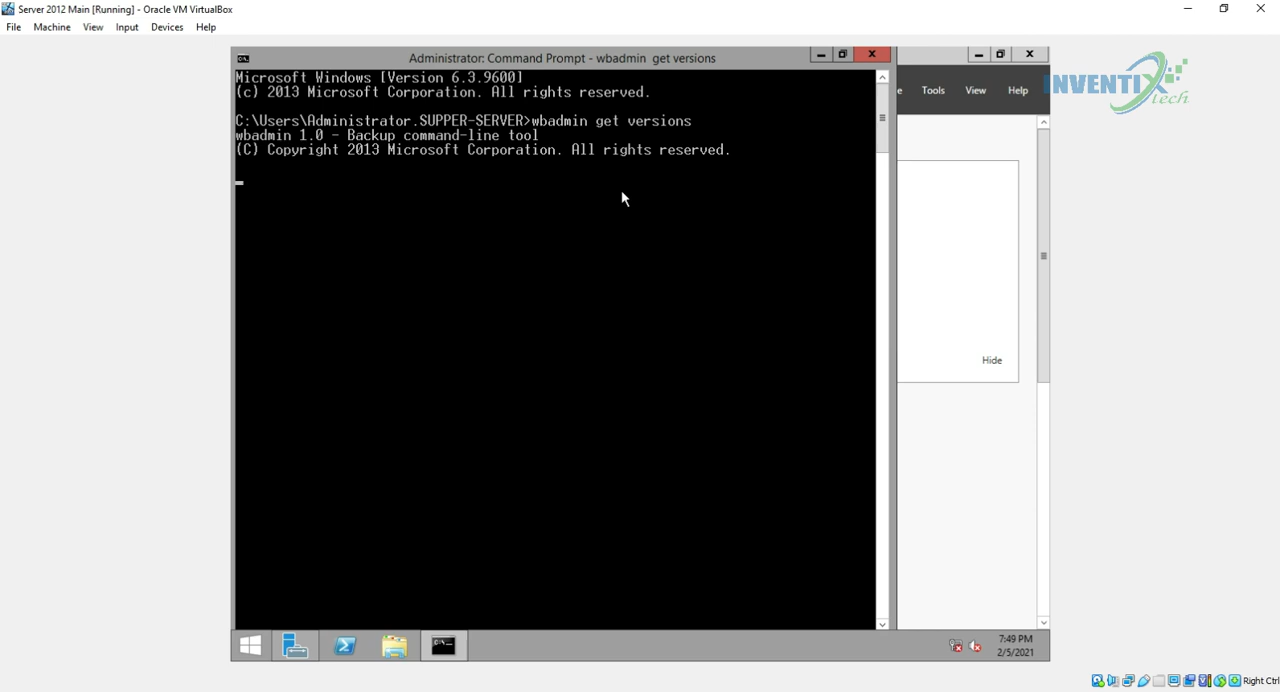 Server 2012 Main [Running] - Oracle VM VirtualBox
File Machine View Input Devices Help
Administrator: Command Prompt - wbadmin get versions
Microsoft Windows [Version 6.3.9600]
(c) 2013 Microsoft Corporation. All rights reserved.
C:\Users\Administrator.SUPPER-SERVER>wbadmin get versions
wbadmin 1.0 - Backup command-line tool
(C) Copyright 2013 Microsoft Corporation. All rights reserved.
e Tools View Help
INVENTIX
tech
Hide
7:49 PM
2/5/2021
Right Ctrl